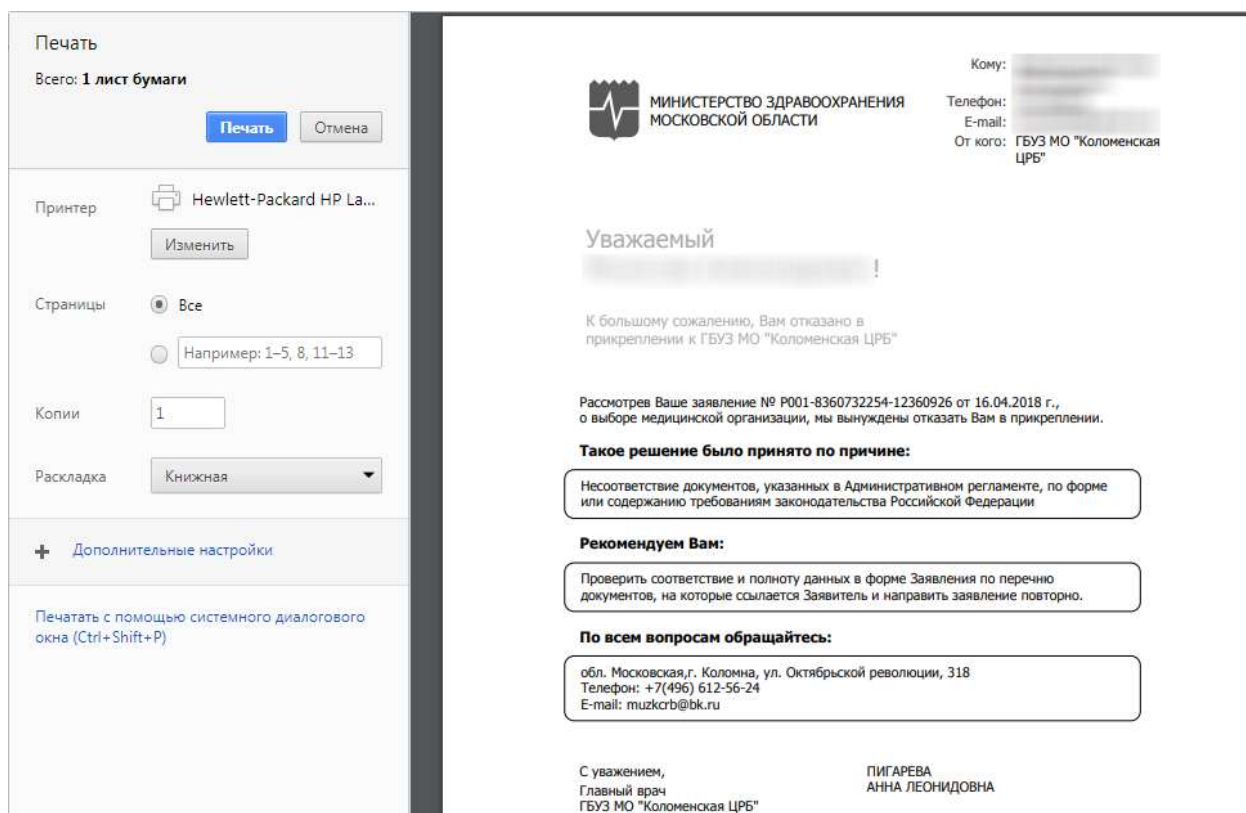 Печать
Всего: 1 лист бумаги
Печать
Отмена
Принтер
Hewlett-Packard HP La...
Изменить
Страницы
Все
Например: 1–5, 8, 11–13
Копии
1
Раскладка
Книжная
Дополнительные настройки
Печатать с помощью системного диалогового
окна (Ctrl+Shift+P)
МИНИСТЕРСТВО ЗДРАВООХРАНЕНИЯ
МОСКОВСКОЙ ОБЛАСТИ
Кому:
Телефон:
E-mail:
От кого: ГБУЗ МО "Коломенская
ЦРБ"
Уважаемый
!
К большому сожалению, Вам отказано в
прикреплении к ГБУЗ МО "Коломенская ЦРБ"
Рассмотрев Ваше заявление № P001-8360732254-12360926 от 16.04.2018 г.,
о выборе медицинской организации, мы вынуждены отказать Вам в прикреплении.
Такое решение было принято по причине:
Несоответствие документов, указанных в Административном регламенте, по форме
или содержанию требованиям законодательства Российской Федерации
Рекомендуем Вам:
Проверить соответствие и полноту данных в форме Заявления по перечню
документов, на которые ссылается Заявитель и направить заявление повторно.
По всем вопросам обращайтесь:
обл. Московская,г. Коломна, ул. Октябрьской революции, 318
Телефон: +7(496) 612-56-24
E-mail: muzkcrb@bk.ru
С уважением,
Главный врач
ГБУЗ МО "Коломенская ЦРБ"
ПИГАРЕВА
АННА ЛЕОНИДОВНА